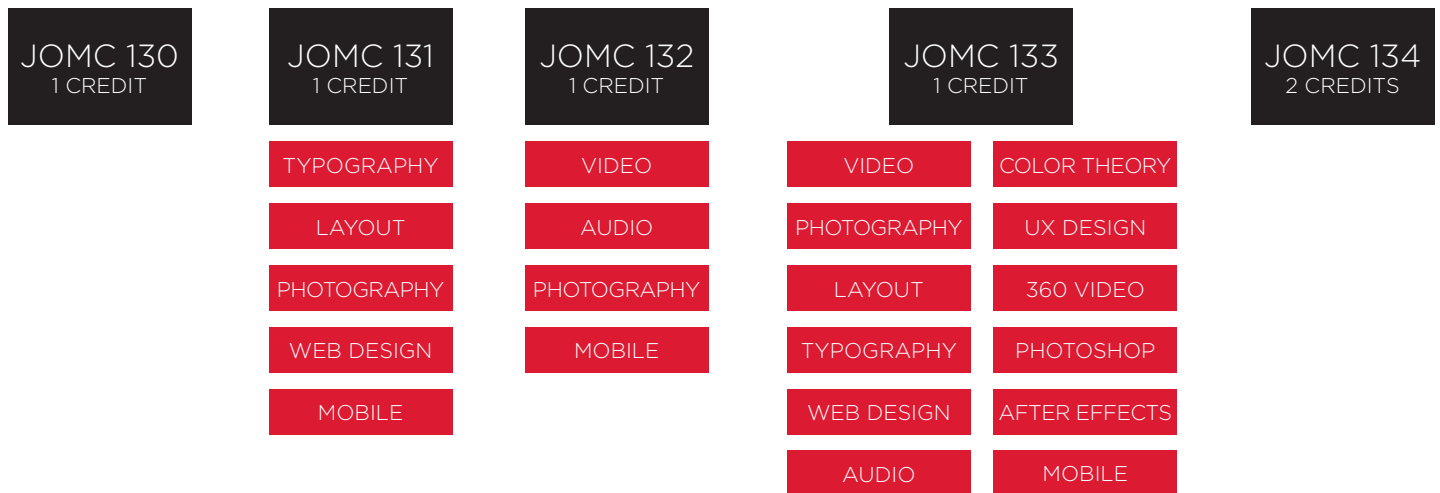 JOMC 130
1 CREDIT
JOMC 131
1 CREDIT
TYPOGRAPHY
LAYOUT
PHOTOGRAPHY
WEB DESIGN
MOBILE
JOMC 132
1 CREDIT
VIDEO
AUDIO
PHOTOGRAPHY
MOBILE
JOMC 133
1 CREDIT
VIDEO
PHOTOGRAPHY
LAYOUT
TYPOGRAPHY
WEB DESIGN
AUDIO
COLOR THEORY
UX DESIGN
360 VIDEO
PHOTOSHOP
AFTER EFFECTS
MOBILE
JOMC 134
2 CREDITS